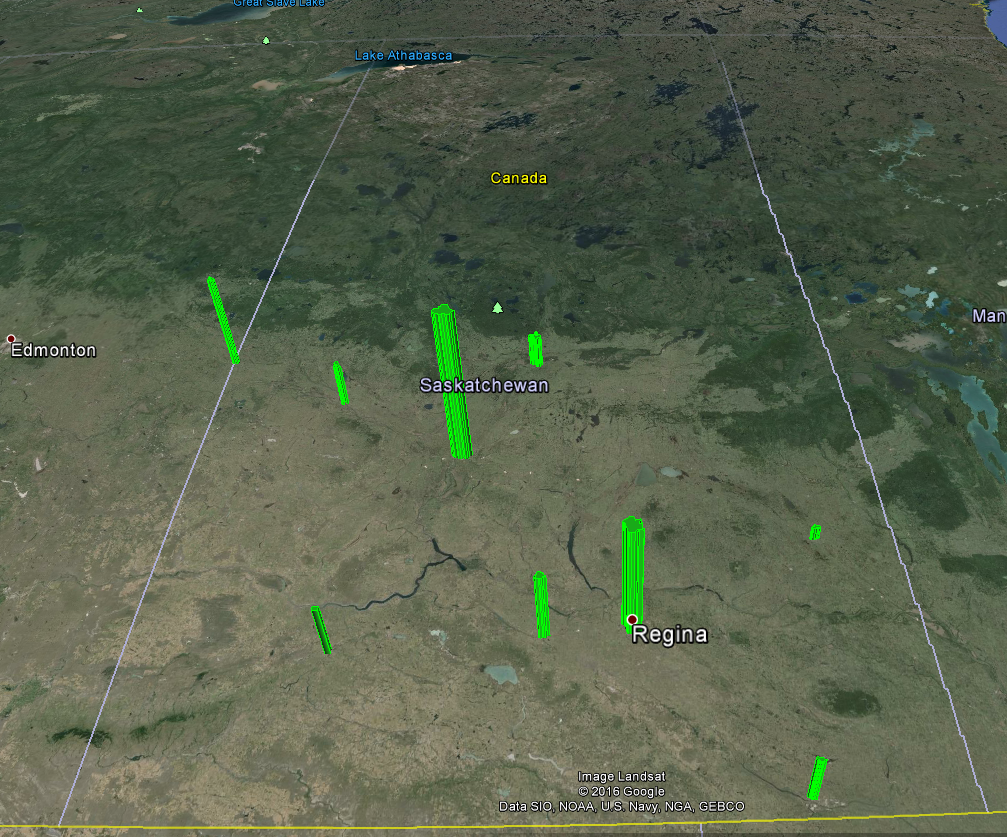 Great Slave Lake
Lake Athabasca
Canada
Man
Edmonton
Saskatchewan
Regina
Image Landsat
© 2016 Google
Data SIO, NOAA, U.S. Navy, NGA, GEBCO